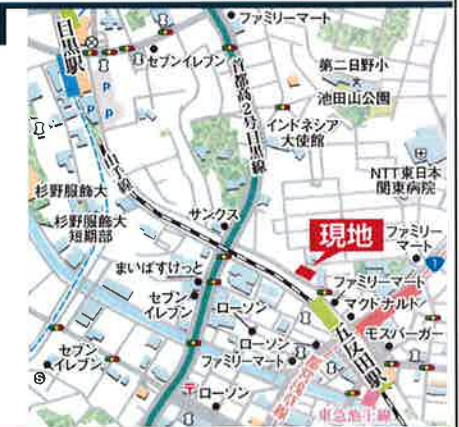 ファミリーマート
目黒駅
セブンイレブン
首都高2号目黒線
第二日野小
池田山公園
P
P
インドネシア
大使館
山手線
NTT東日本
関東病院
杉野服飾大
杉野服飾大
短期部
サンクス
現地
ファミリー
マート
1
まいばすけっと
ファミリーマート
セブン
イレブン
ローソン
マクドナルド
五反田駅
モスバーガー
ローソン
ファミリーマート
セブン
イレブン
ローソン
東急池上線